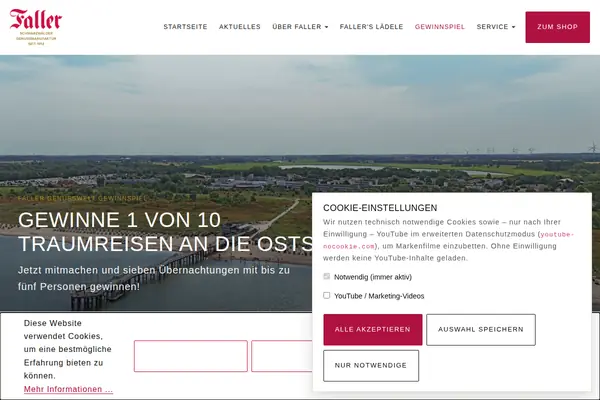 Faller
STARTSEITE
AKTUELLES
ÜBER FALLER
FALLER'S LÄDELE
GEWINNSPIEL
SERVICE
ZUM SHOP
FALLER GENUSSWELT GEWINNSPIEL
GEWINNE 1 VON 10
TRAUMREISEN AN DIE OSTS
Jetzt mitmachen und sieben Übernachtungen mit bis zu
fünf Personen gewinnen!
COOKIE-EINSTELLUNGEN
Wir nutzen technisch notwendige Cookies sowie – nur nach Ihrer
Einwilligung – YouTube im erweiterten Datenschutzmodus (youtube-
nocookie.com), um Markenfilme einzubetten. Ohne Einwilligung
werden keine YouTube-Inhalte geladen.
Notwendig (immer aktiv)
YouTube / Marketing-Videos
ALLE AKZEPTIEREN
AUSWAHL SPEICHERN
NUR NOTWENDIGE
Diese Website
verwendet Cookies,
um eine bestmögliche
Erfahrung bieten zu
können.
Mehr Informationen ...